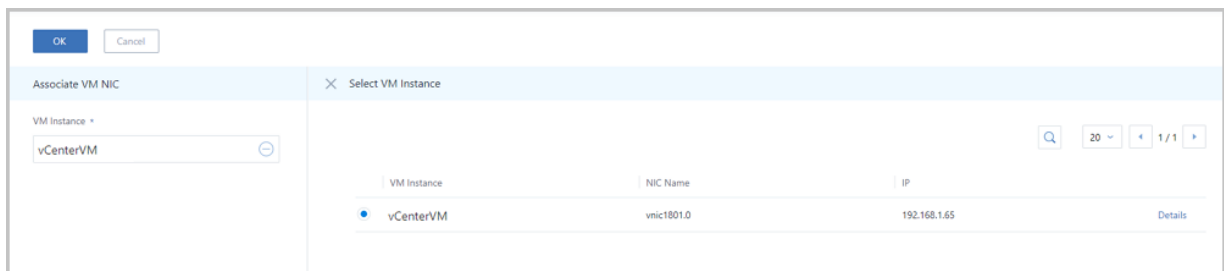 OK Cancel
Associate VM NIC
Select VM Instance
VM Instance *
vCenterVM
20 1 / 1
VM Instance NIC Name IP
vCenterVM vnic1801.0 192.168.1.65 Details